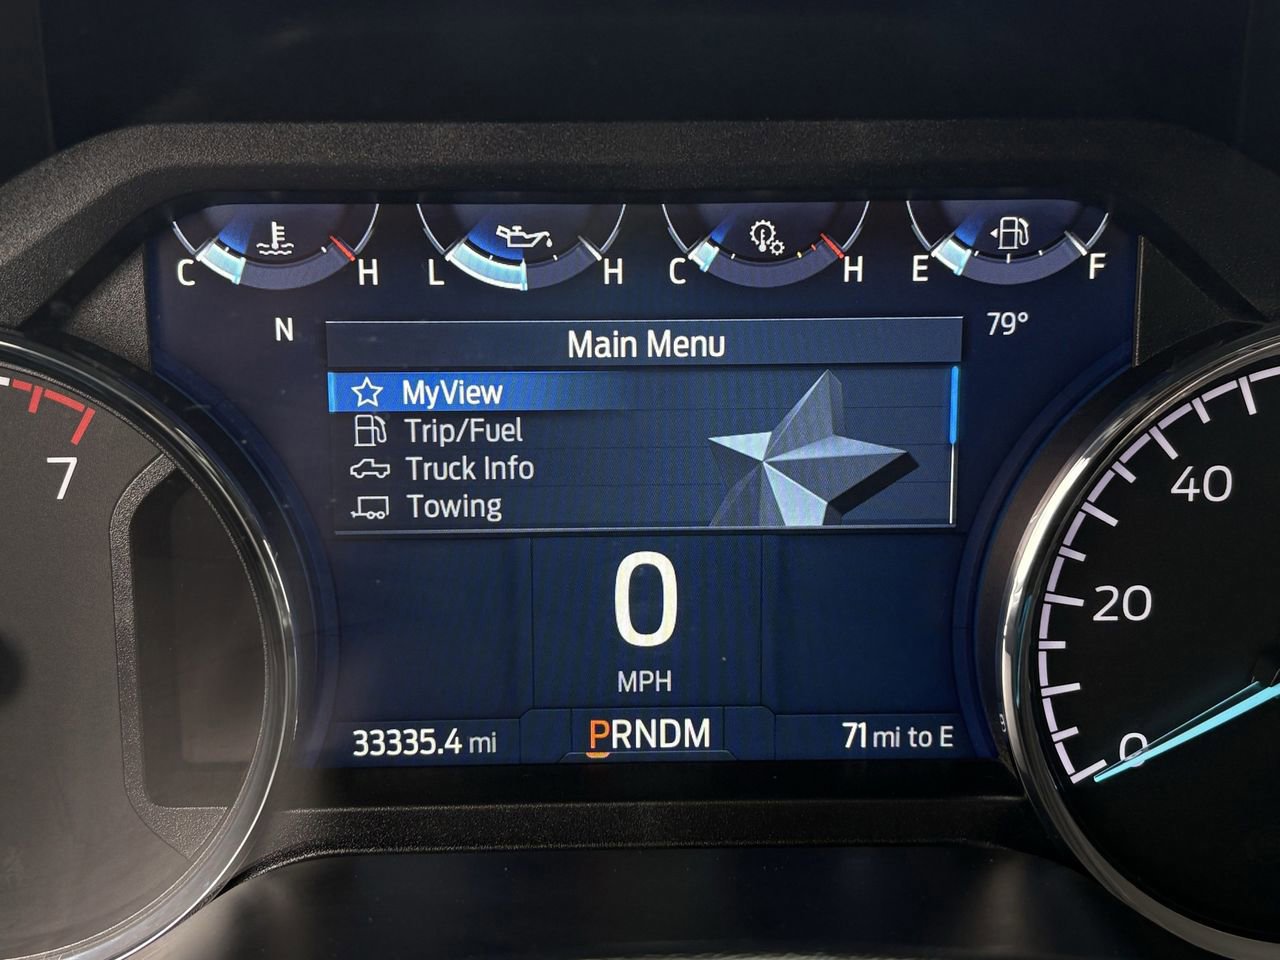 C H L H C H E F
N
79°
Main Menu
MyView
Trip/Fuel
Truck Info
Towing
7
40
20
0
0
MPH
33335.4 mi
PRNDM
71 mi to E